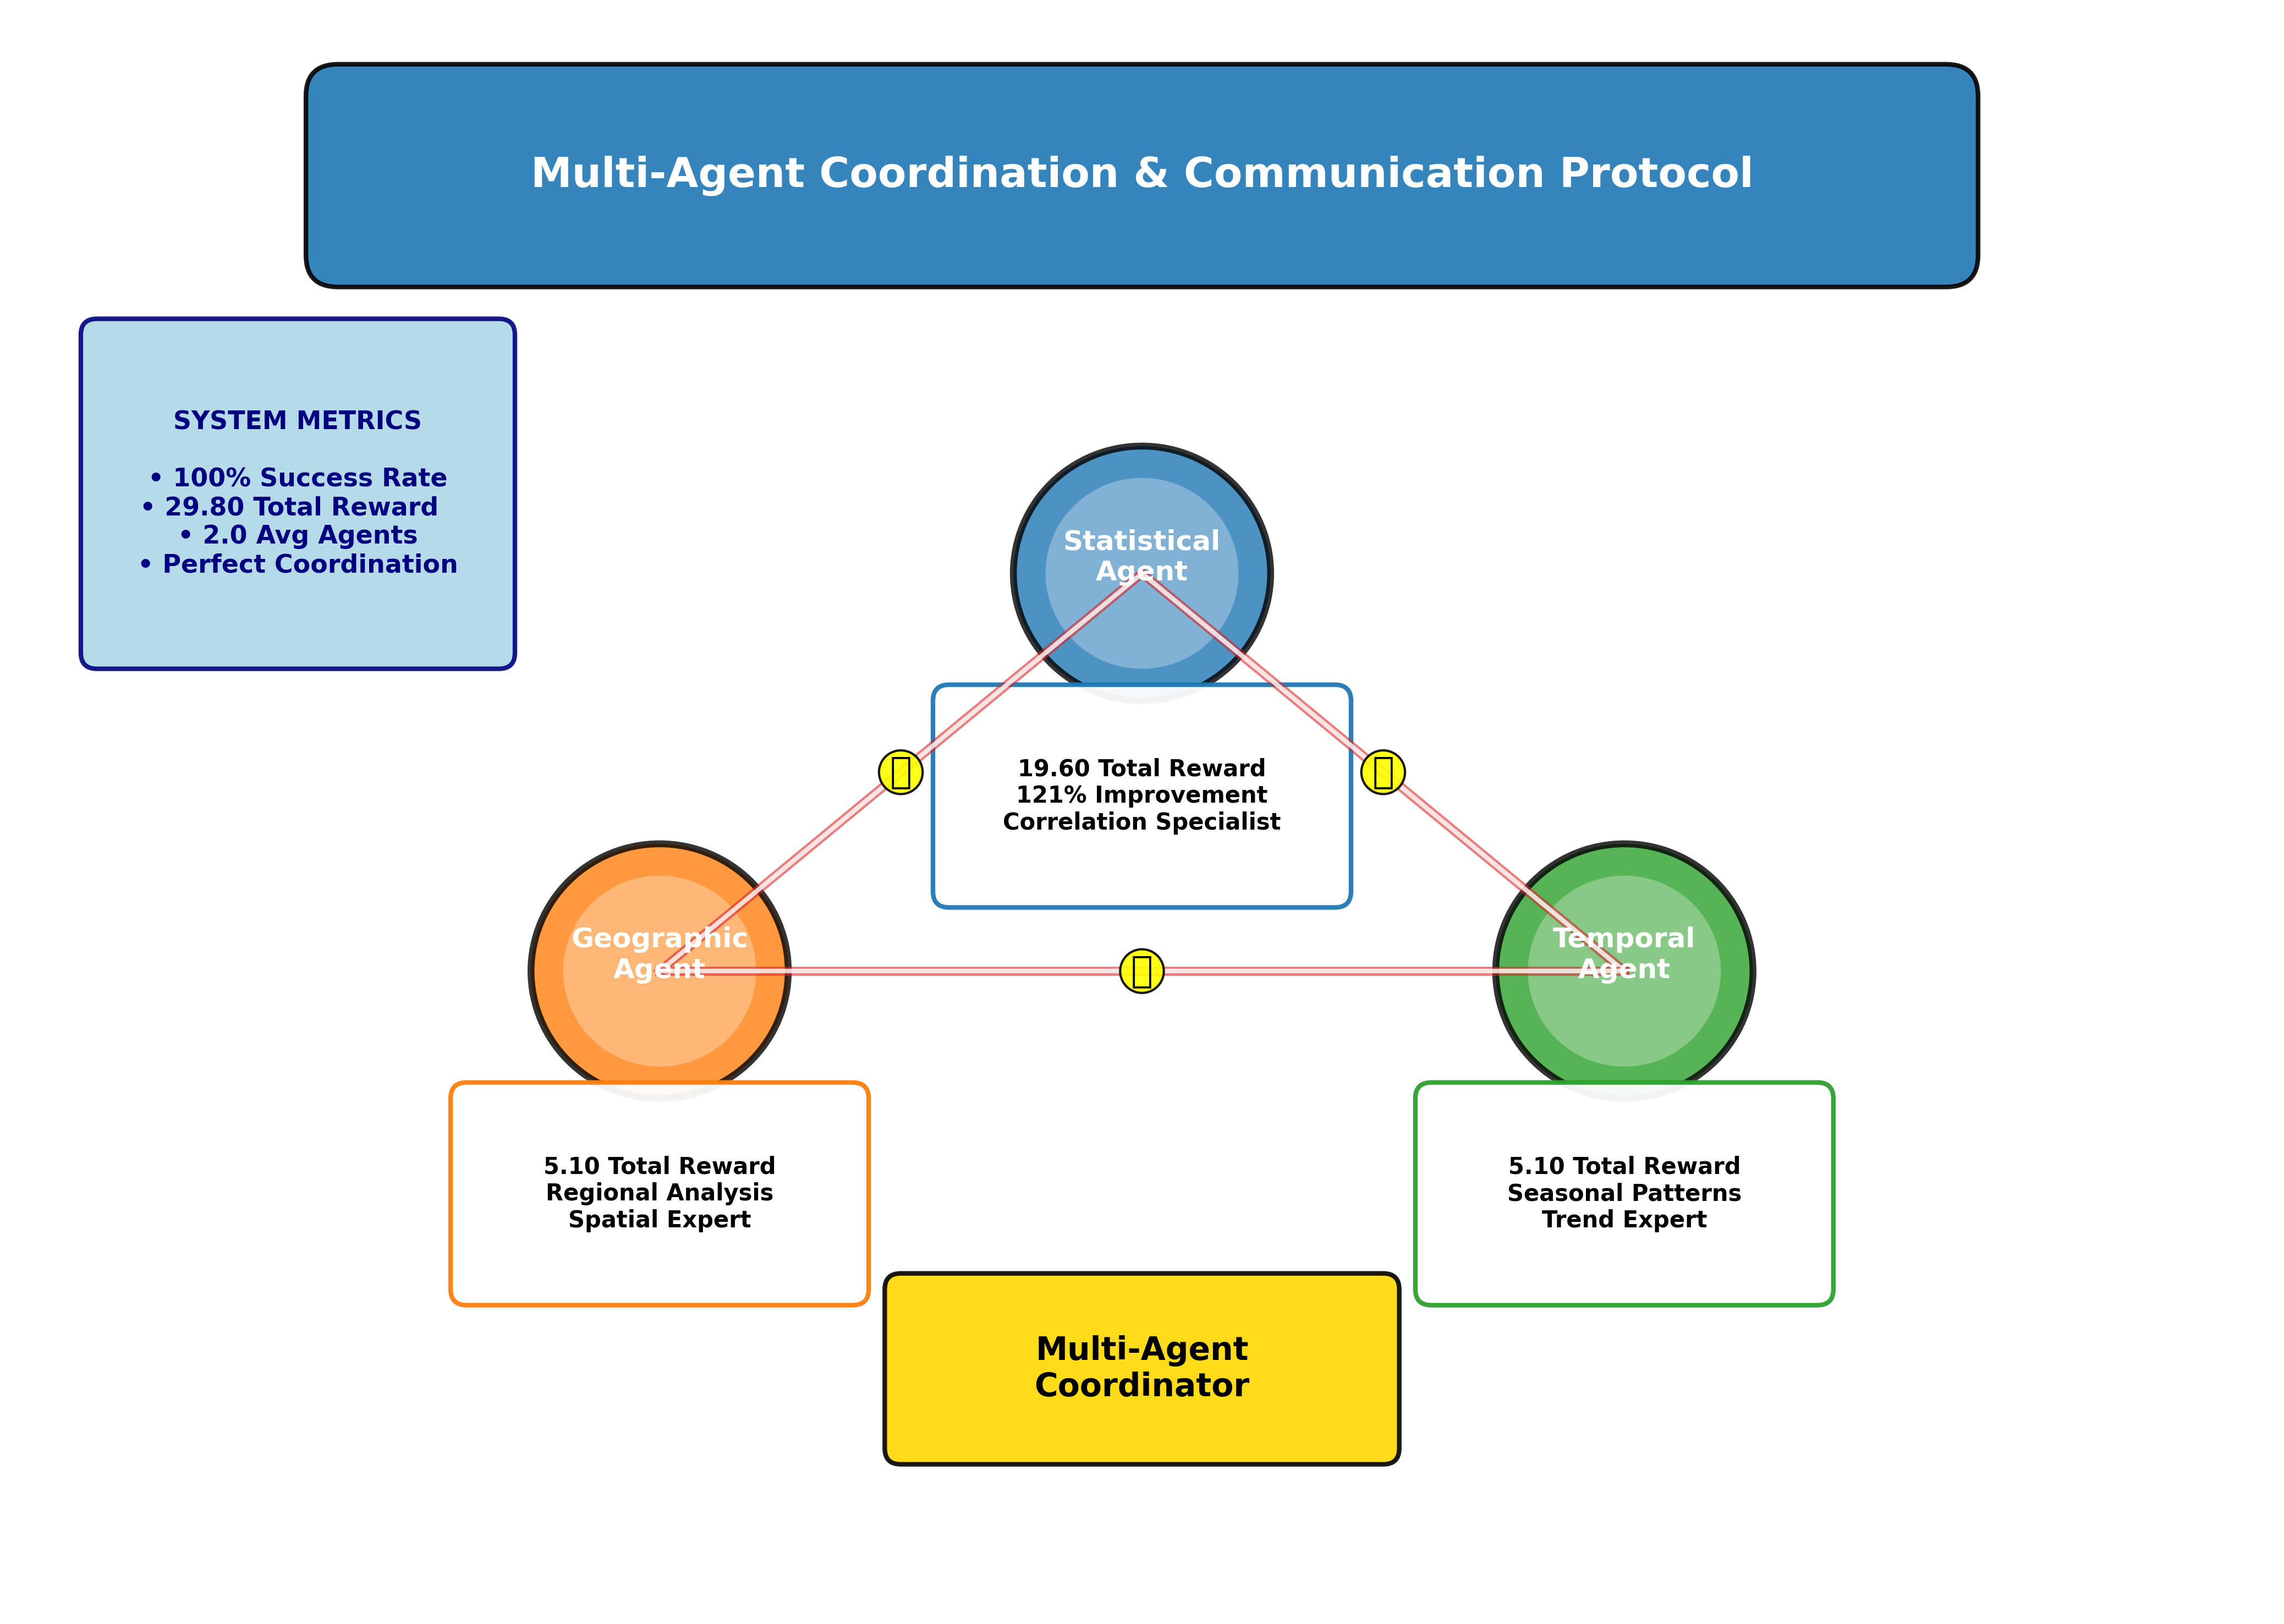 Multi-Agent Coordination & Communication Protocol
SYSTEM METRICS
• 100% Success Rate
• 29.80 Total Reward
• 2.0 Avg Agents
• Perfect Coordination
Statistical
Agent
19.60 Total Reward
121% Improvement
Correlation Specialist
Geographic
Agent
Temporal
Agent
5.10 Total Reward
Regional Analysis
Spatial Expert
5.10 Total Reward
Seasonal Patterns
Trend Expert
Multi-Agent
Coordinator